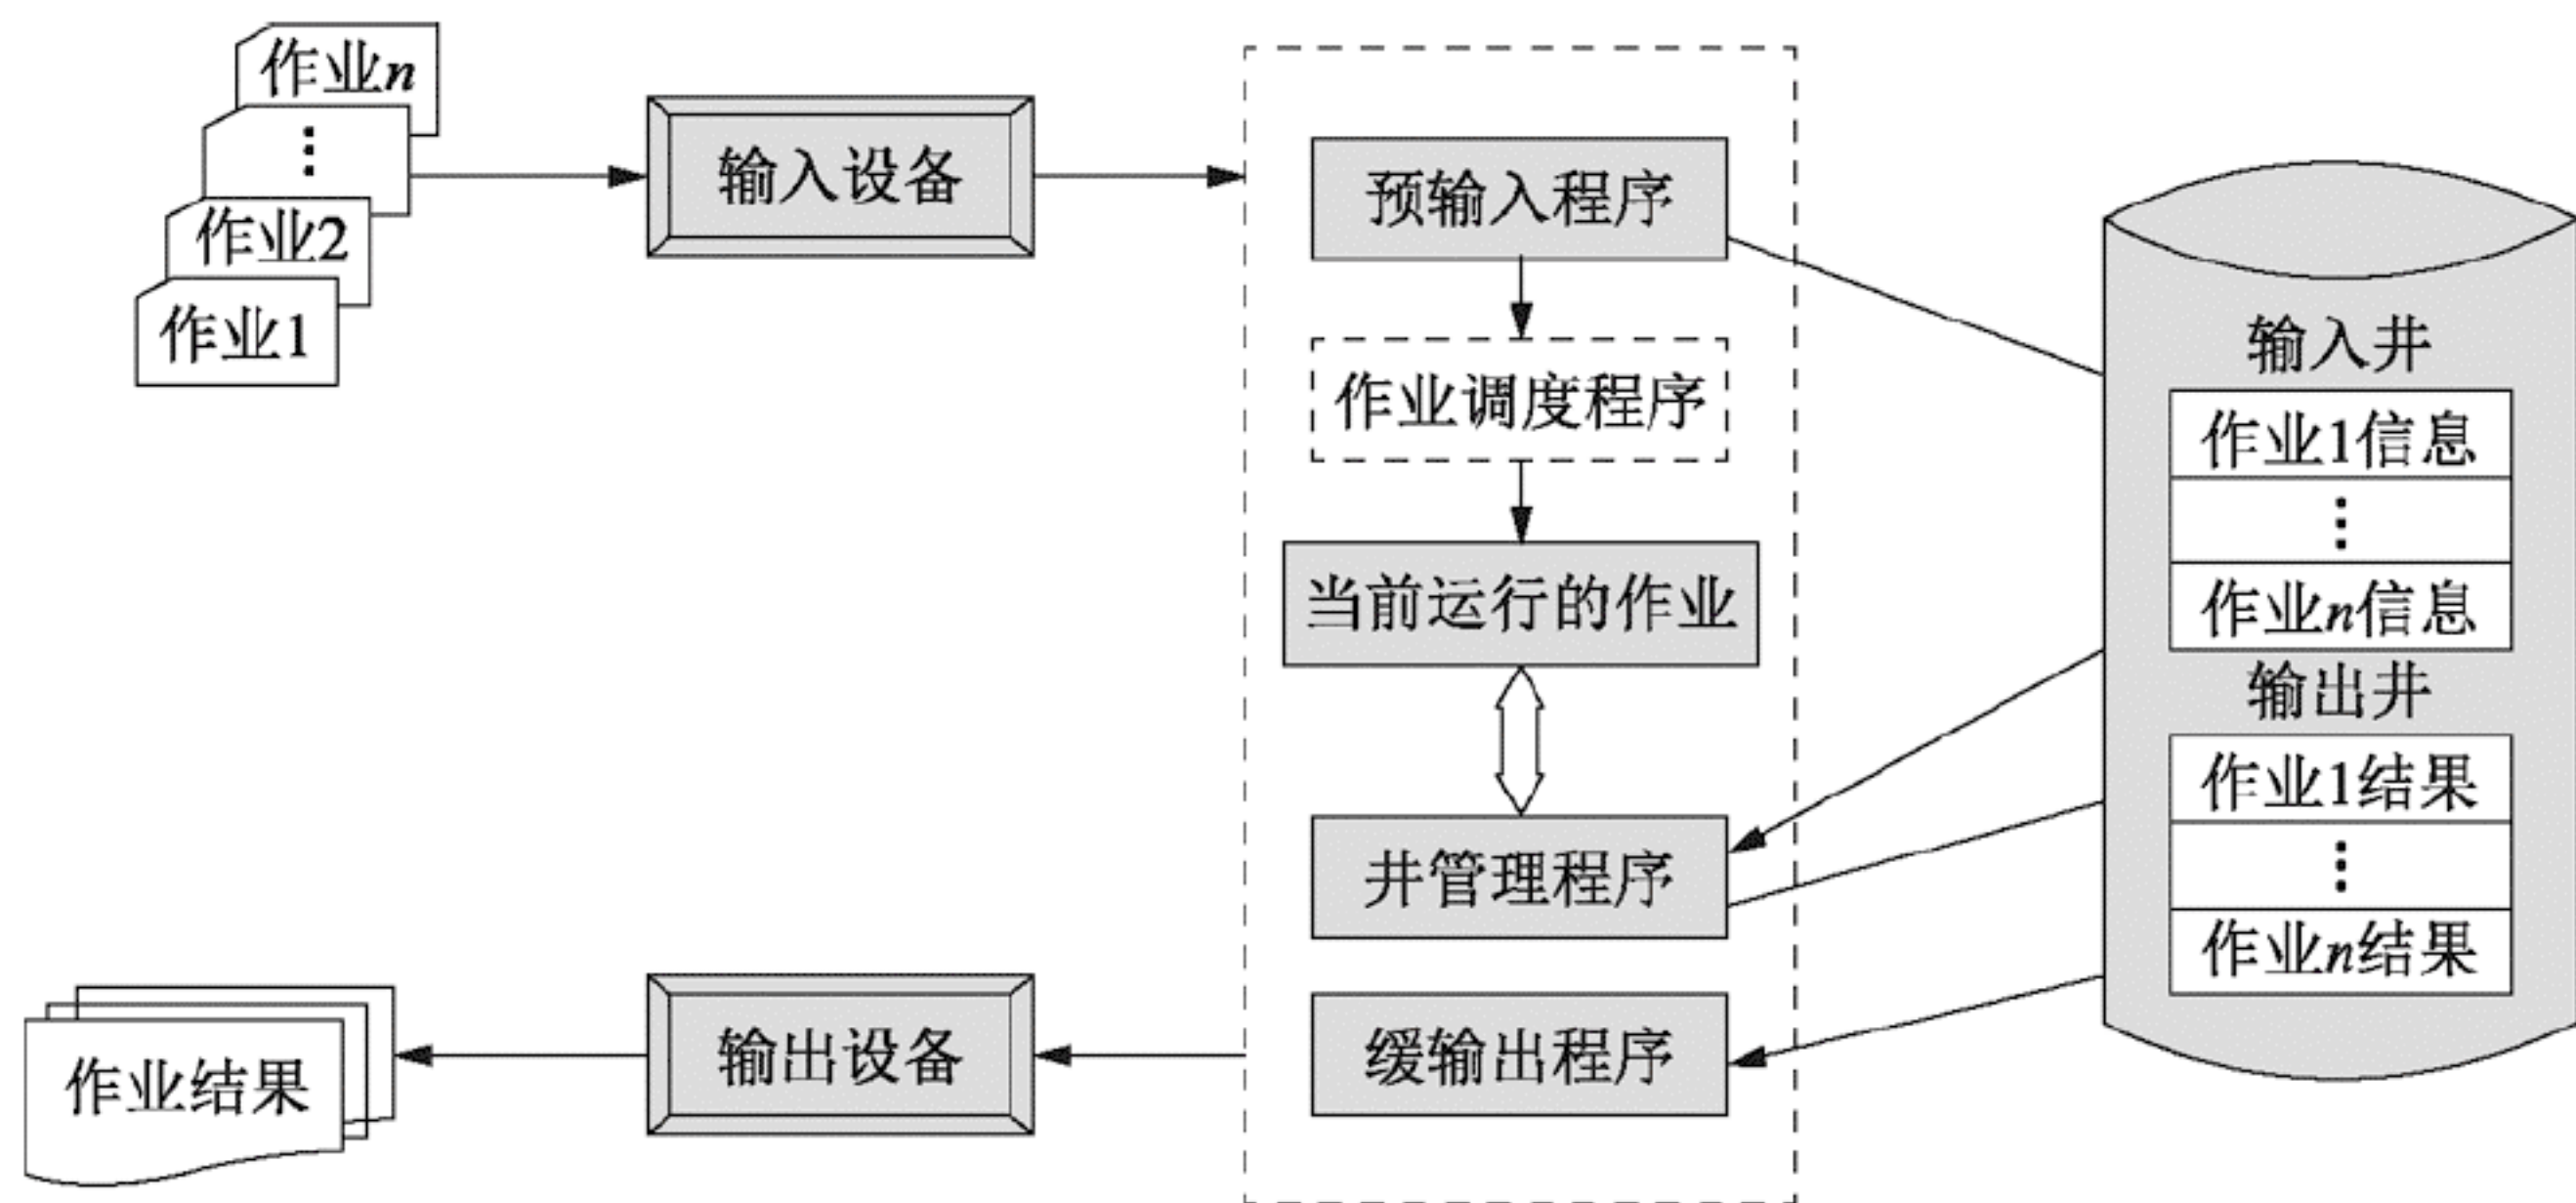 作业n
⋮
作业2
作业1
输入设备
预输入程序
作业调度程序
当前运行的作业
井管理程序
缓输出程序
输入井
作业1信息
⋮
作业n信息
输出井
作业1结果
⋮
作业n结果
输出设备
作业结果